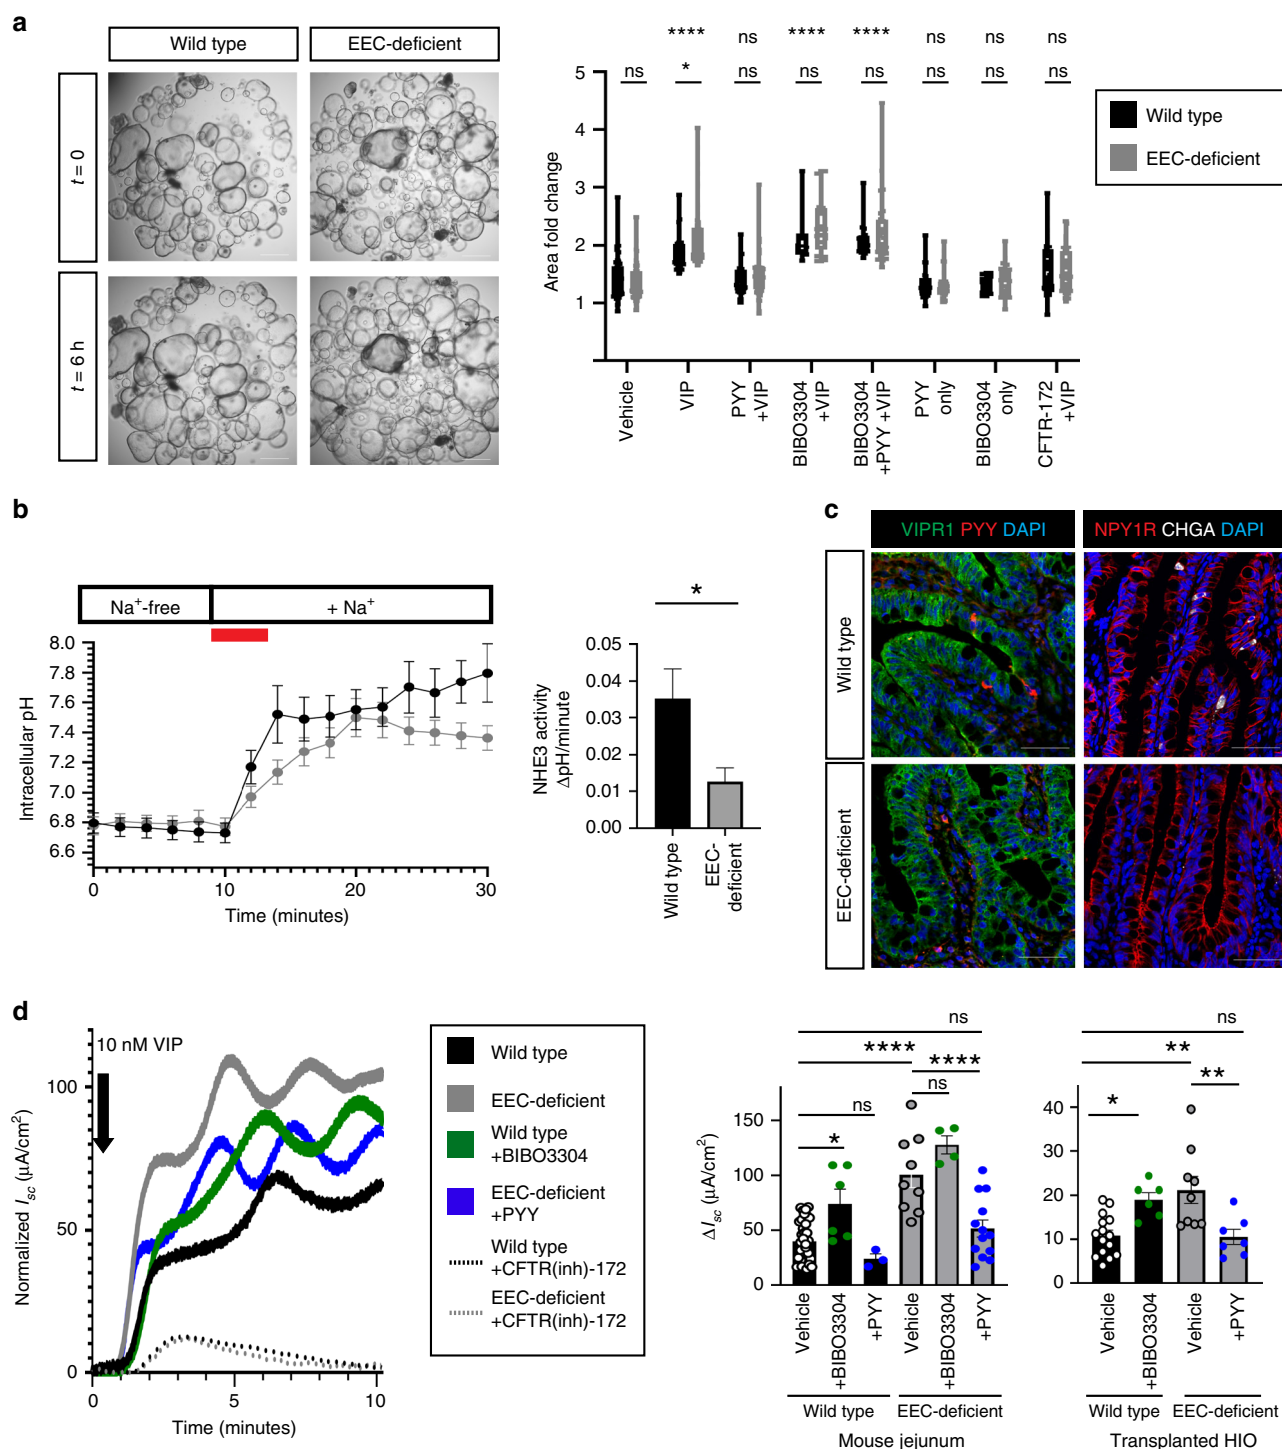 a
Wild type
EEC-deficient
t = 0
t = 6 h
**** ns **** **** ns ns ns
ns * ns ns ns ns ns ns
Area fold change
5
4
3
2
1
Vehicle
VIP
PYY
+VIP
BIBO3304
+VIP
BIBO3304
+PYY +VIP
PYY
only
BIBO3304
only
CFTR-172
+VIP
Wild type
EEC-deficient
b
Na⁺-free
+ Na⁺
Intracellular pH
8.0
7.8
7.6
7.4
7.2
7.0
6.8
6.6
0 10 20 30
Time (minutes)
*
NHE3 activity
ΔpH/minute
0.05
0.04
0.03
0.02
0.01
0.00
Wild type
EEC-
deficient
c
VIPR1 PYY DAPI
NPY1R CHGA DAPI
Wild type
EEC-deficient
d
10 nM VIP
Normalized Isc (µA/cm²)
100
50
0
0 5 10
Time (minutes)
Wild type
EEC-deficient
Wild type
+BIBO3304
EEC-deficient
+PYY
Wild type
+CFTR(inh)-172
EEC-deficient
+CFTR(inh)-172
ns
****
****
ns
ns
*
ΔIsc (µA/cm²)
150
100
50
0
Vehicle
+BIBO3304
+PYY
Vehicle
+BIBO3304
+PYY
Wild type
EEC-deficient
Mouse jejunum
ns
**
**
*
40
30
20
10
0
Vehicle
+BIBO3304
Vehicle
+PYY
Wild type
EEC-deficient
Transplanted HIO